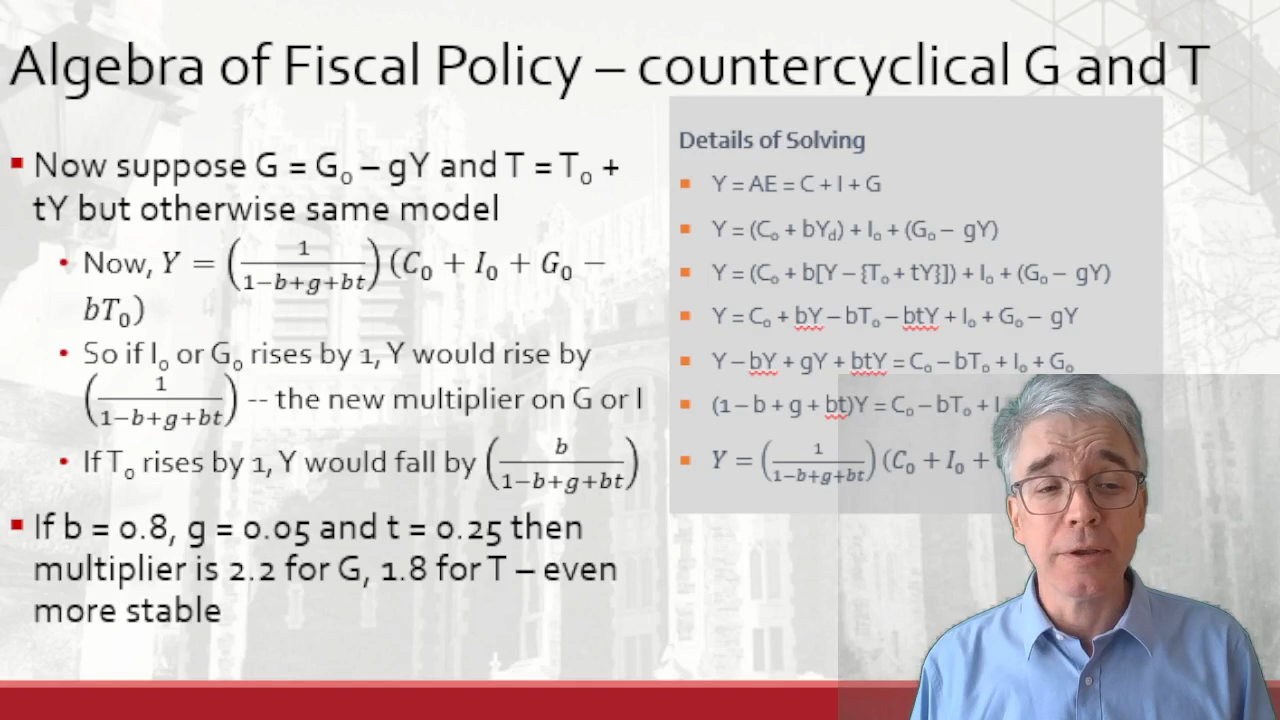 Algebra of Fiscal Policy – countercyclical G and T
▪ Now suppose G = G₀ – gY and T = T₀ +
tY but otherwise same model
• Now, Y = (1/(1−b+g+bt)) (C₀ + I₀ + G₀ −
bT₀)
• So if I₀ or G₀ rises by 1, Y would rise by
(1/(1−b+g+bt)) -- the new multiplier on G or I
• If T₀ rises by 1, Y would fall by (b/(1−b+g+bt))
▪ If b = 0.8, g = 0.05 and t = 0.25 then
multiplier is 2.2 for G, 1.8 for T – even
more stable
Details of Solving
▪ Y = AE = C + I + G
▪ Y = (C₀ + bY_d) + I₀ + (G₀ – gY)
▪ Y = (C₀ + b[Y – {T₀ + tY}]) + I₀ + (G₀ – gY)
▪ Y = C₀ + bY – bT₀ – btY + I₀ + G₀ – gY
▪ Y – bY + gY + btY = C₀ – bT₀ + I₀ + G₀
▪ (1 – b + g + bt)Y = C₀ – bT₀ + I
▪ Y = (1/(1−b+g+bt)) (C₀ + I₀ +